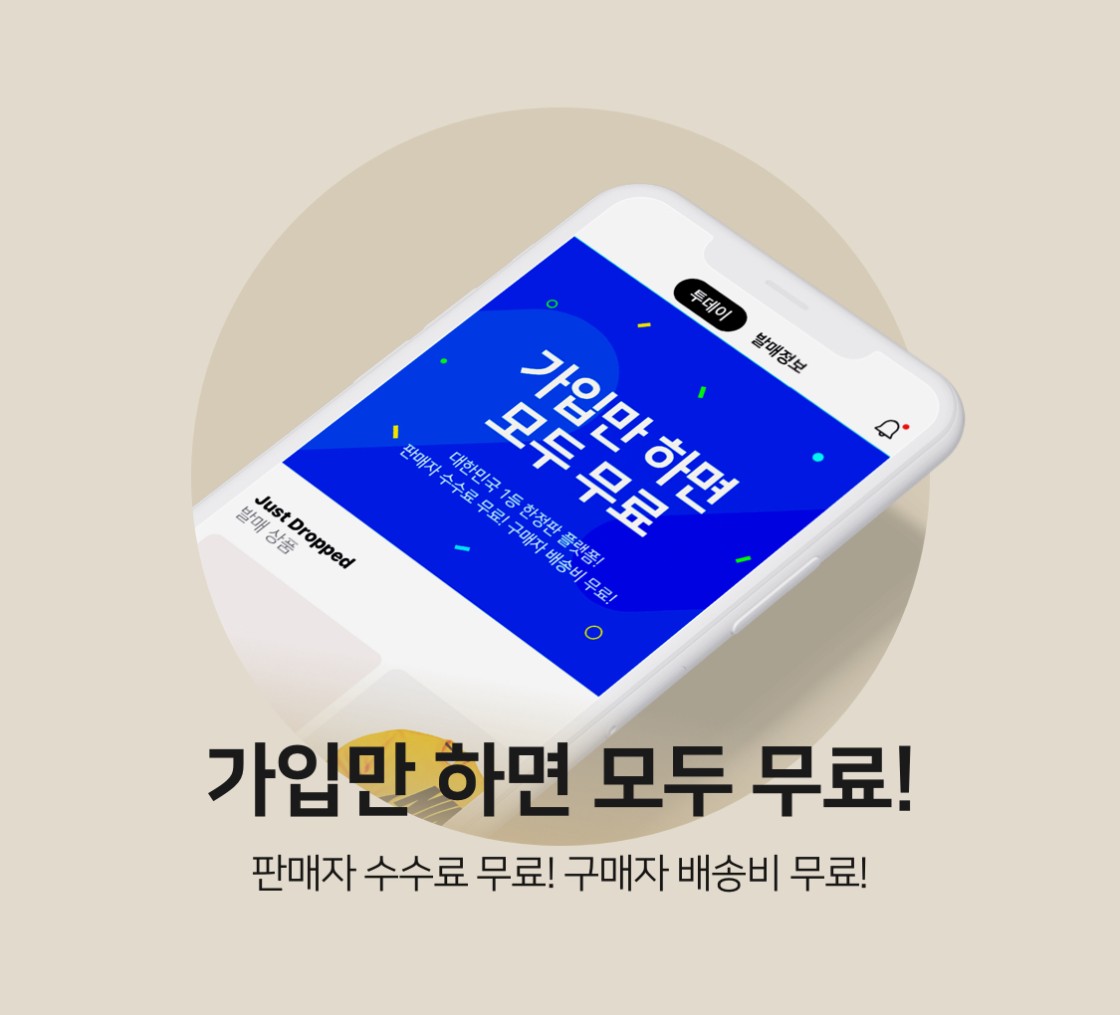 투데이
발매정보
가입만 하면
모두 무료
대한민국 1등 한정판 플랫폼!
판매자 수수료 무료! 구매자 배송비 무료!
Just Dropped
발매 상품
가입만 하면 모두 무료!
판매자 수수료 무료! 구매자 배송비 무료!